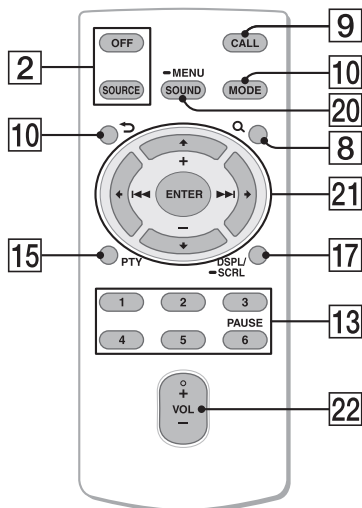 9
OFF
CALL
2
MENU
10
SOURCE
SOUND
MODE
20
10
8
+
ENTER
21
−
15
PTY
DSPL/
SCRL
17
1 2 3
PAUSE
13
4 5 6
+
VOL
−
22